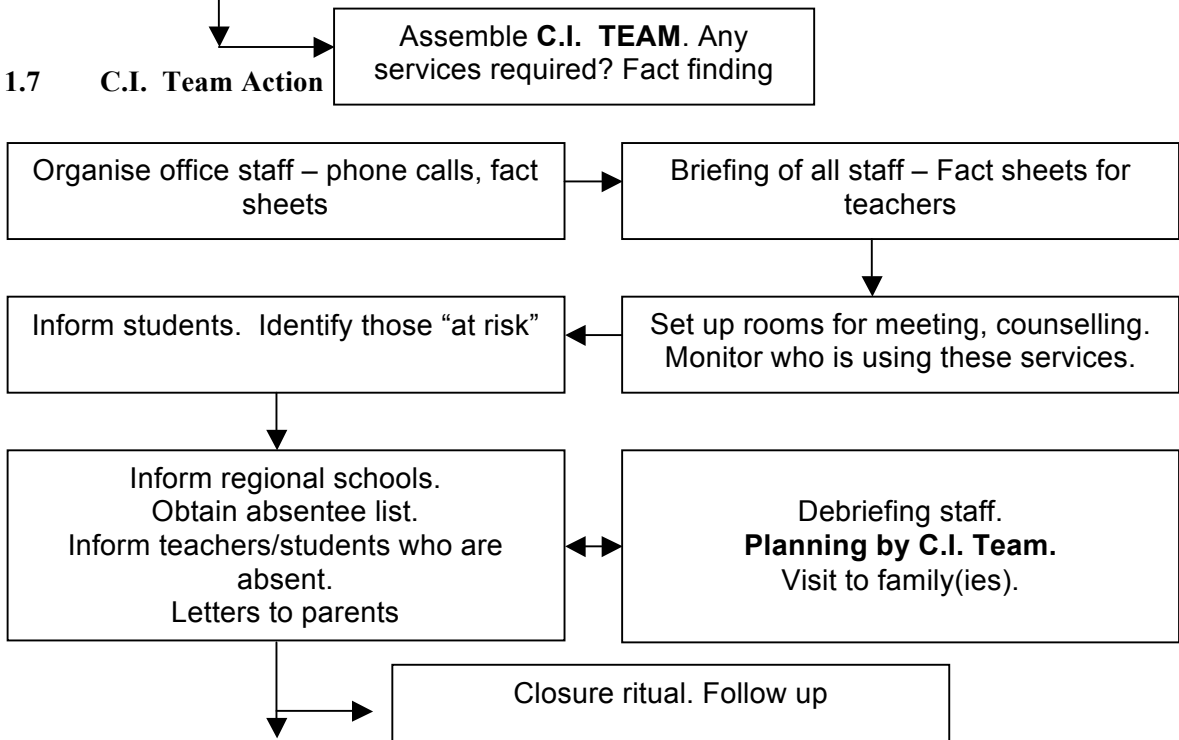 Assemble C.I. TEAM. Any
services required? Fact finding
1.7 C.I. Team Action
Organise office staff – phone calls, fact
sheets
Briefing of all staff – Fact sheets for
teachers
Set up rooms for meeting, counselling.
Monitor who is using these services.
Inform students. Identify those “at risk”
Inform regional schools.
Obtain absentee list.
Inform teachers/students who are
absent.
Letters to parents
Debriefing staff.
Planning by C.I. Team.
Visit to family(ies).
Closure ritual. Follow up